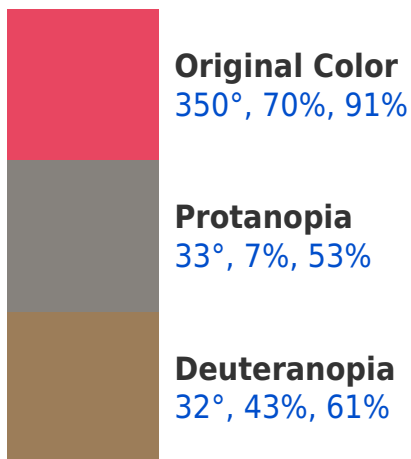 Original Color
350°, 70%, 91%
Protanopia
33°, 7%, 53%
Deuteranopia
32°, 43%, 61%